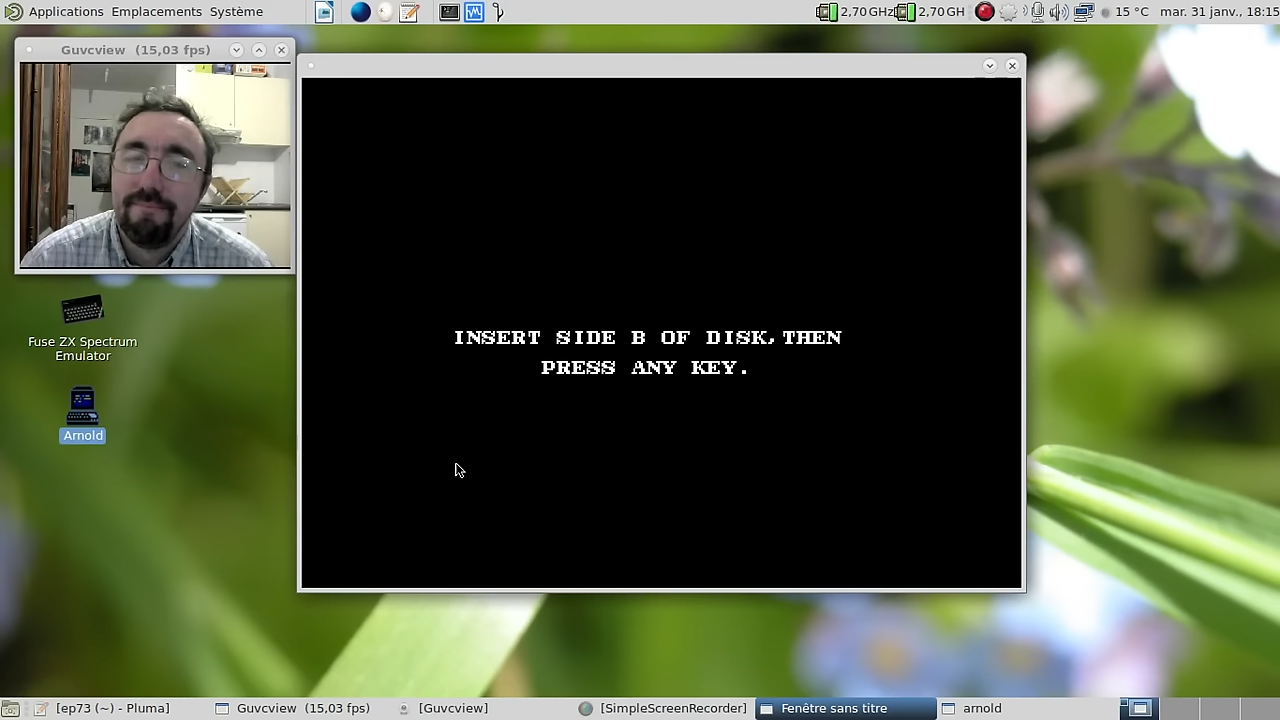 Applications Emplacements Système
2,70 GHz 2,70 GH 15 °C mar. 31 janv., 18:15
Guvcview (15,03 fps)
INSERT SIDE B OF DISK,THEN
PRESS ANY KEY.
Fuse ZX Spectrum
Emulator
Arnold
[ep73 (~) - Pluma] Guvcview (15,03 fps) [Guvcview] [SimpleScreenRecorder] Fenêtre sans titre arnold